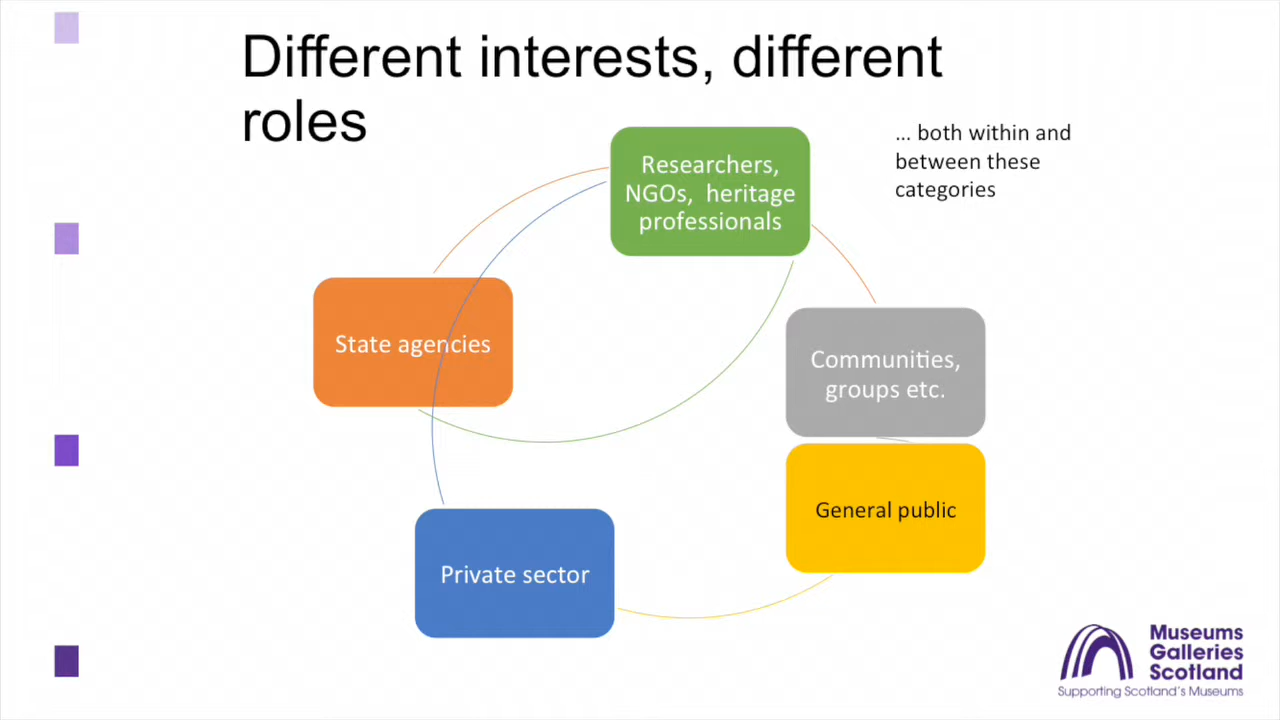 Different interests, different
roles
... both within and
between these
categories
Researchers,
NGOs, heritage
professionals
State agencies
Communities,
groups etc.
General public
Private sector
Museums
Galleries
Scotland
Supporting Scotland's Museums